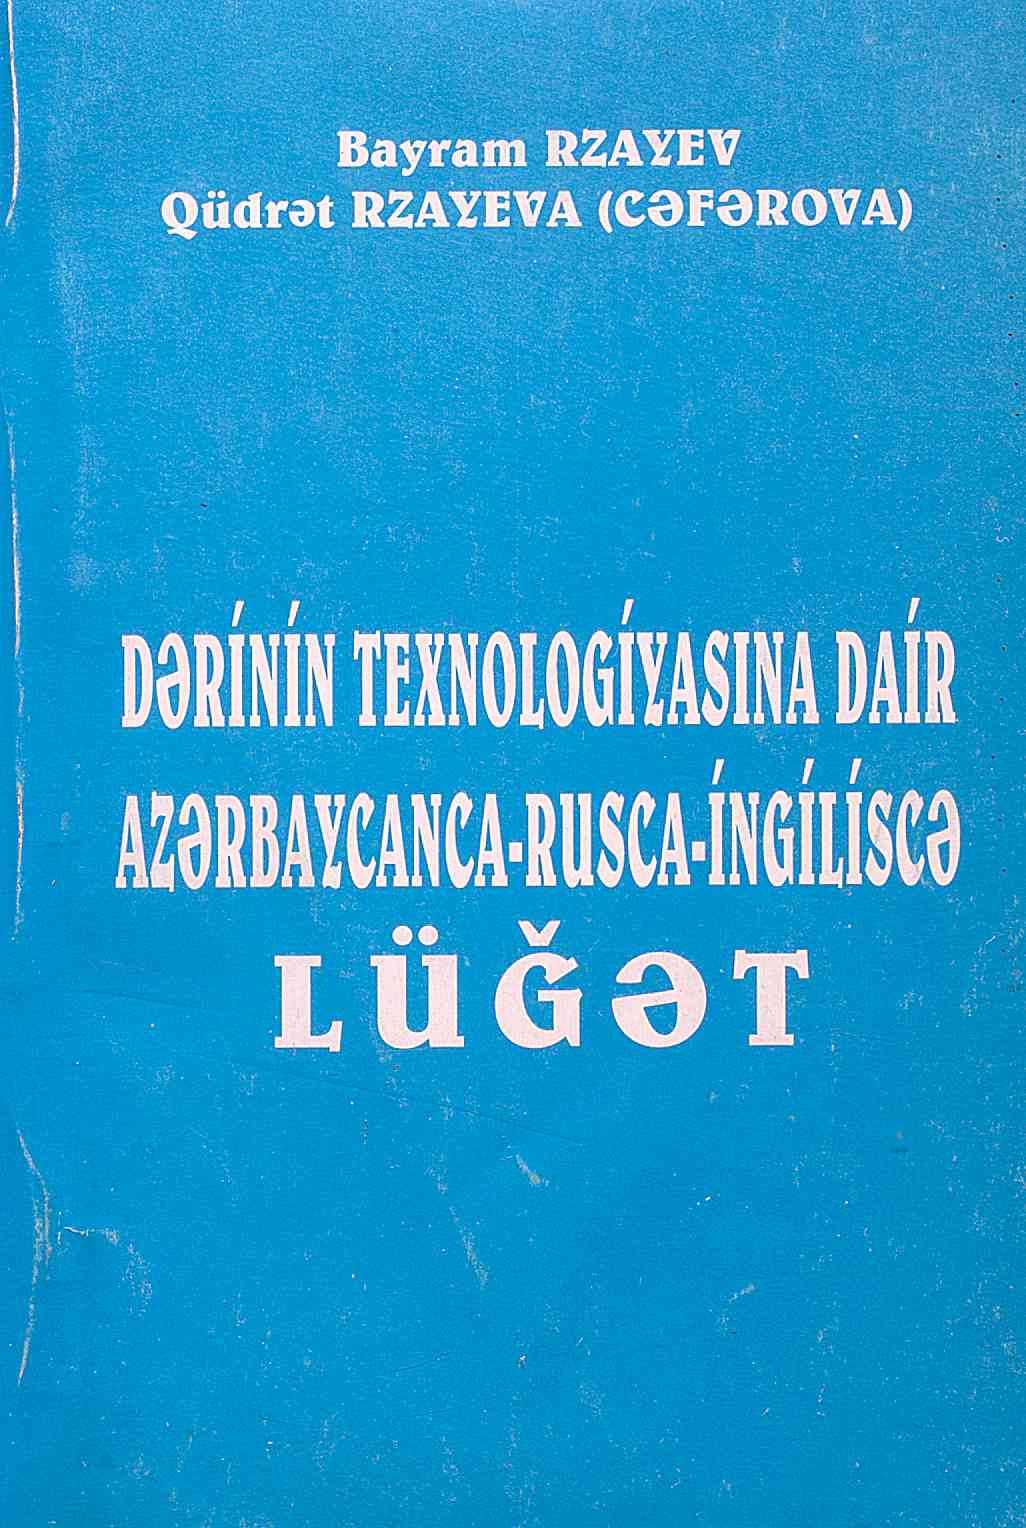 Bayram RZAYEV
Qüdrət RZAYEVA (CƏFƏROVA)
DƏRİNİN TEXNOLOGİYASINA DAİR
AZƏRBAYCANCA-RUSCA-İNGİLİSCƏ
LÜĞƏT